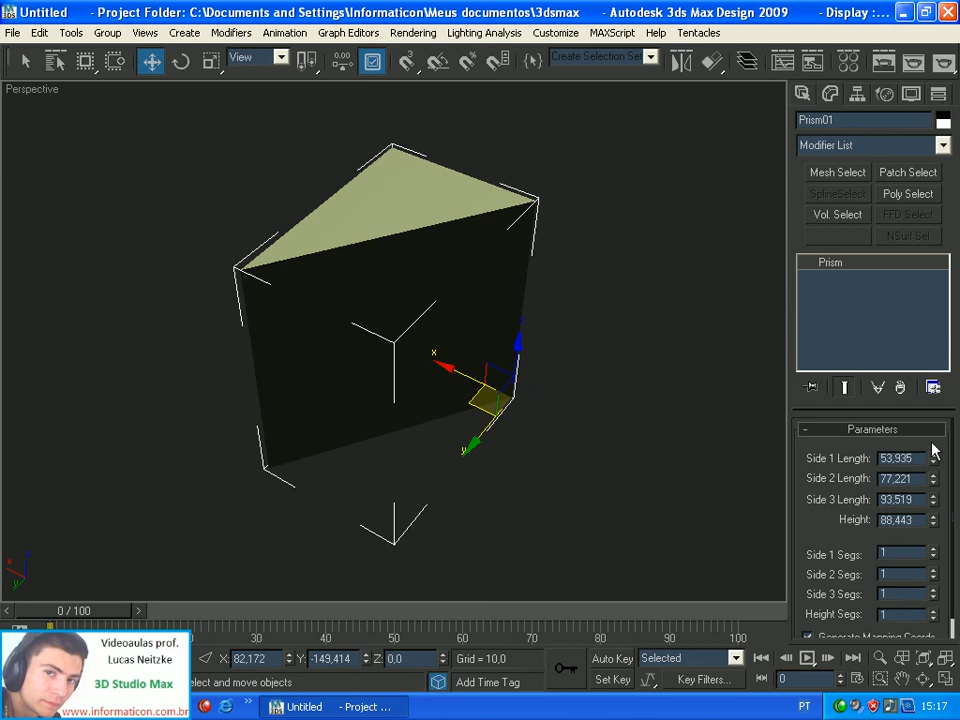 Untitled - Project Folder: C:\Documents and Settings\Informaticon\Meus documentos\3dsmax - Autodesk 3ds Max Design 2009 - Display :...
File Edit Tools Group Views Create Modifiers Animation Graph Editors Rendering Lighting Analysis Customize MAXScript Help Tentacles
View Create Selection Set
Perspective
Prism01
Modifier List
Mesh Select Patch Select
SplineSelect Poly Select
Vol. Select FFD Select
NSurf Sel
Prism
x
y
- Parameters
Side 1 Length: 53,935
Side 2 Length: 77,221
Side 3 Length: 93,519
Height: 88,443
Side 1 Segs: 1
Side 2 Segs: 1
Side 3 Segs: 1
Height Segs: 1
Generate Mapping Coords
0 / 100
30 40 50 60 70 80 90 100
Videoaulas prof.
Lucas Neitzke
3D Studio Max
www.informaticon.com.br
X: 82,172 Y: -149,414 Z: 0,0 Grid = 10,0 Auto Key Selected
select and move objects Add Time Tag Set Key Key Filters... 0
Untitled - Project ... PT 15:17